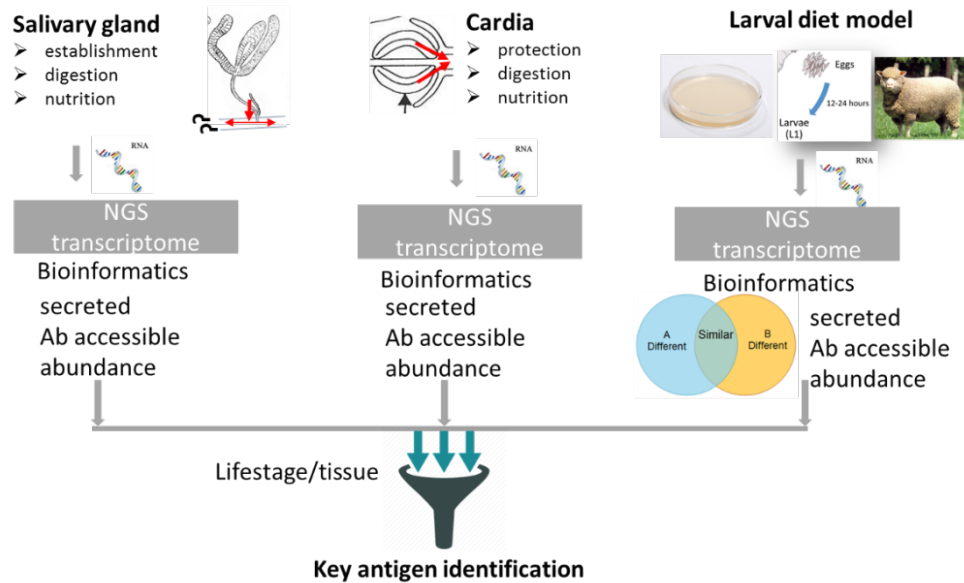 Salivary gland
➢ establishment
➢ digestion
➢ nutrition
??
RNA
NGS
transcriptome
Bioinformatics
secreted
Ab accessible
abundance
Cardia
➢ protection
➢ digestion
➢ nutrition
RNA
NGS
transcriptome
Bioinformatics
secreted
Ab accessible
abundance
Larval diet model
Eggs
12-24 hours
Larvae
(L1)
RNA
NGS
transcriptome
Bioinformatics
A
Different
Similar
B
Different
secreted
Ab accessible
abundance
Lifestage/tissue
Key antigen identification